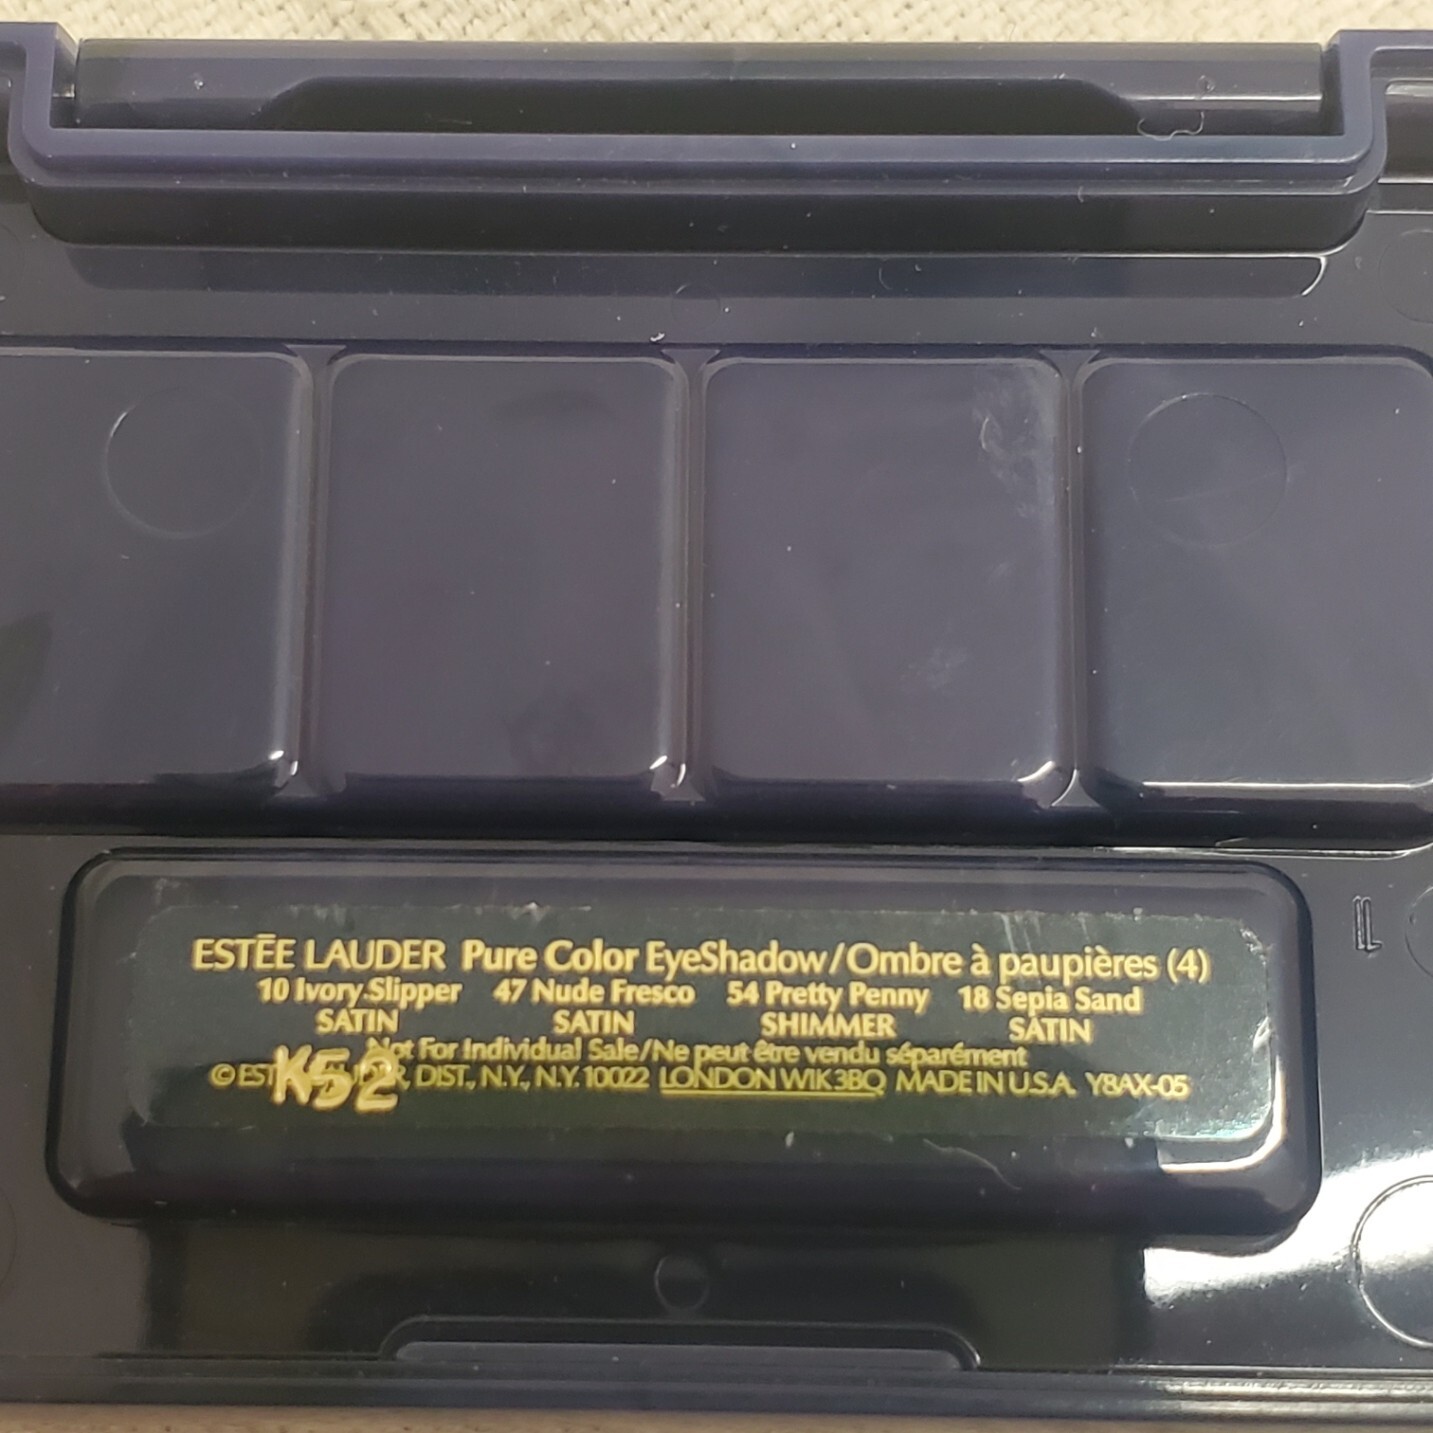 ESTĒE LAUDER Pure Color EyeShadow/Ombre à paupières (4)
10 Ivory Slipper 47 Nude Fresco 54 Pretty Penny 18 Sepia Sand
SATIN SATIN SHIMMER SATIN
Not For Individual Sale/Ne peut être vendu séparément
K52
© DIST., N.Y., N.Y. 10022 LONDON W1K3BQ MADE IN U.S.A. Y8AX-05
11